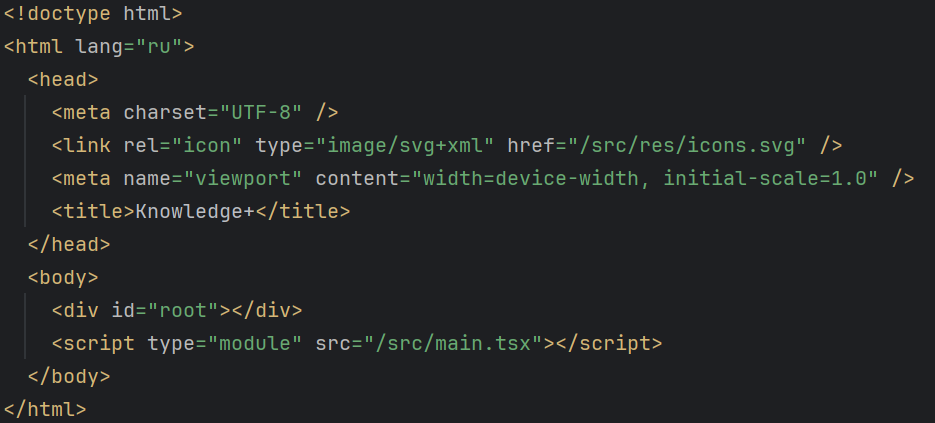 <!doctype html>
<html lang="ru">
  <head>
    <meta charset="UTF-8" />
    <link rel="icon" type="image/svg+xml" href="/src/res/icons.svg" />
    <meta name="viewport" content="width=device-width, initial-scale=1.0" />
    <title>Knowledge+</title>
  </head>
  <body>
    <div id="root"></div>
    <script type="module" src="/src/main.tsx"></script>
  </body>
</html>